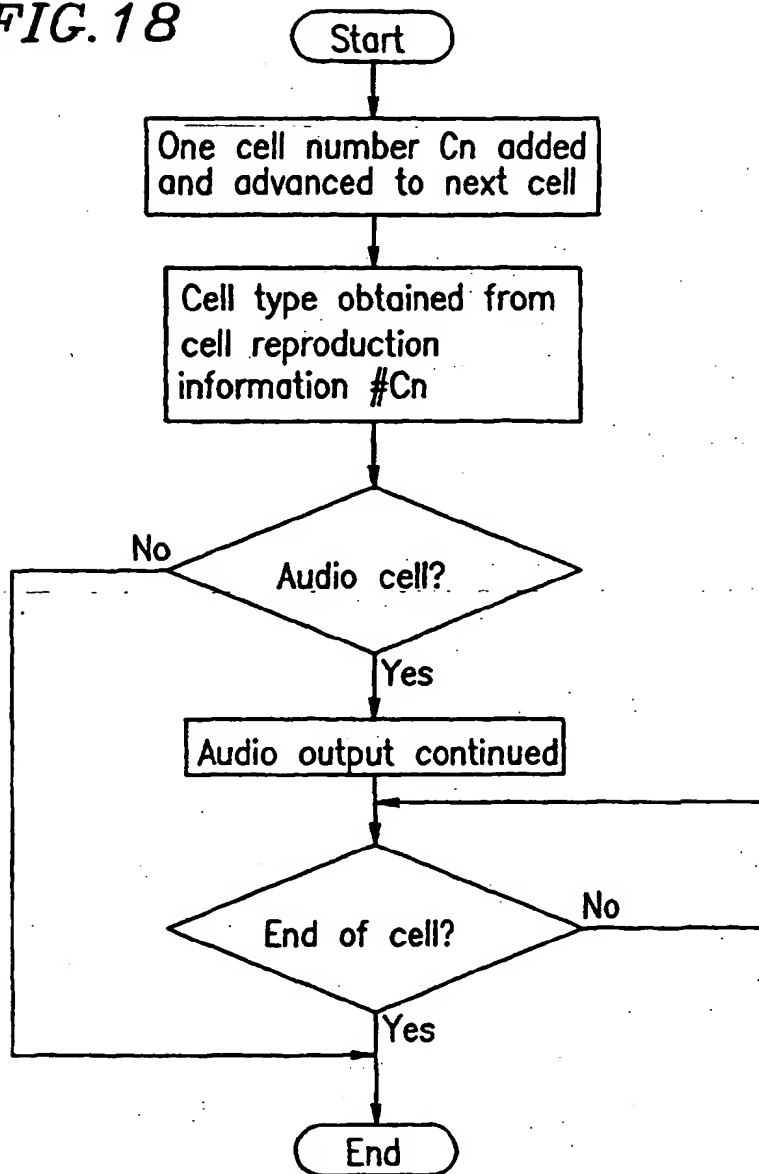 FIG.18
Start
One cell number Cn added
and advanced to next cell
Cell type obtained from
cell reproduction
information #Cn
No
Audio cell?
Yes
Audio output continued
End of cell?
No
Yes
End